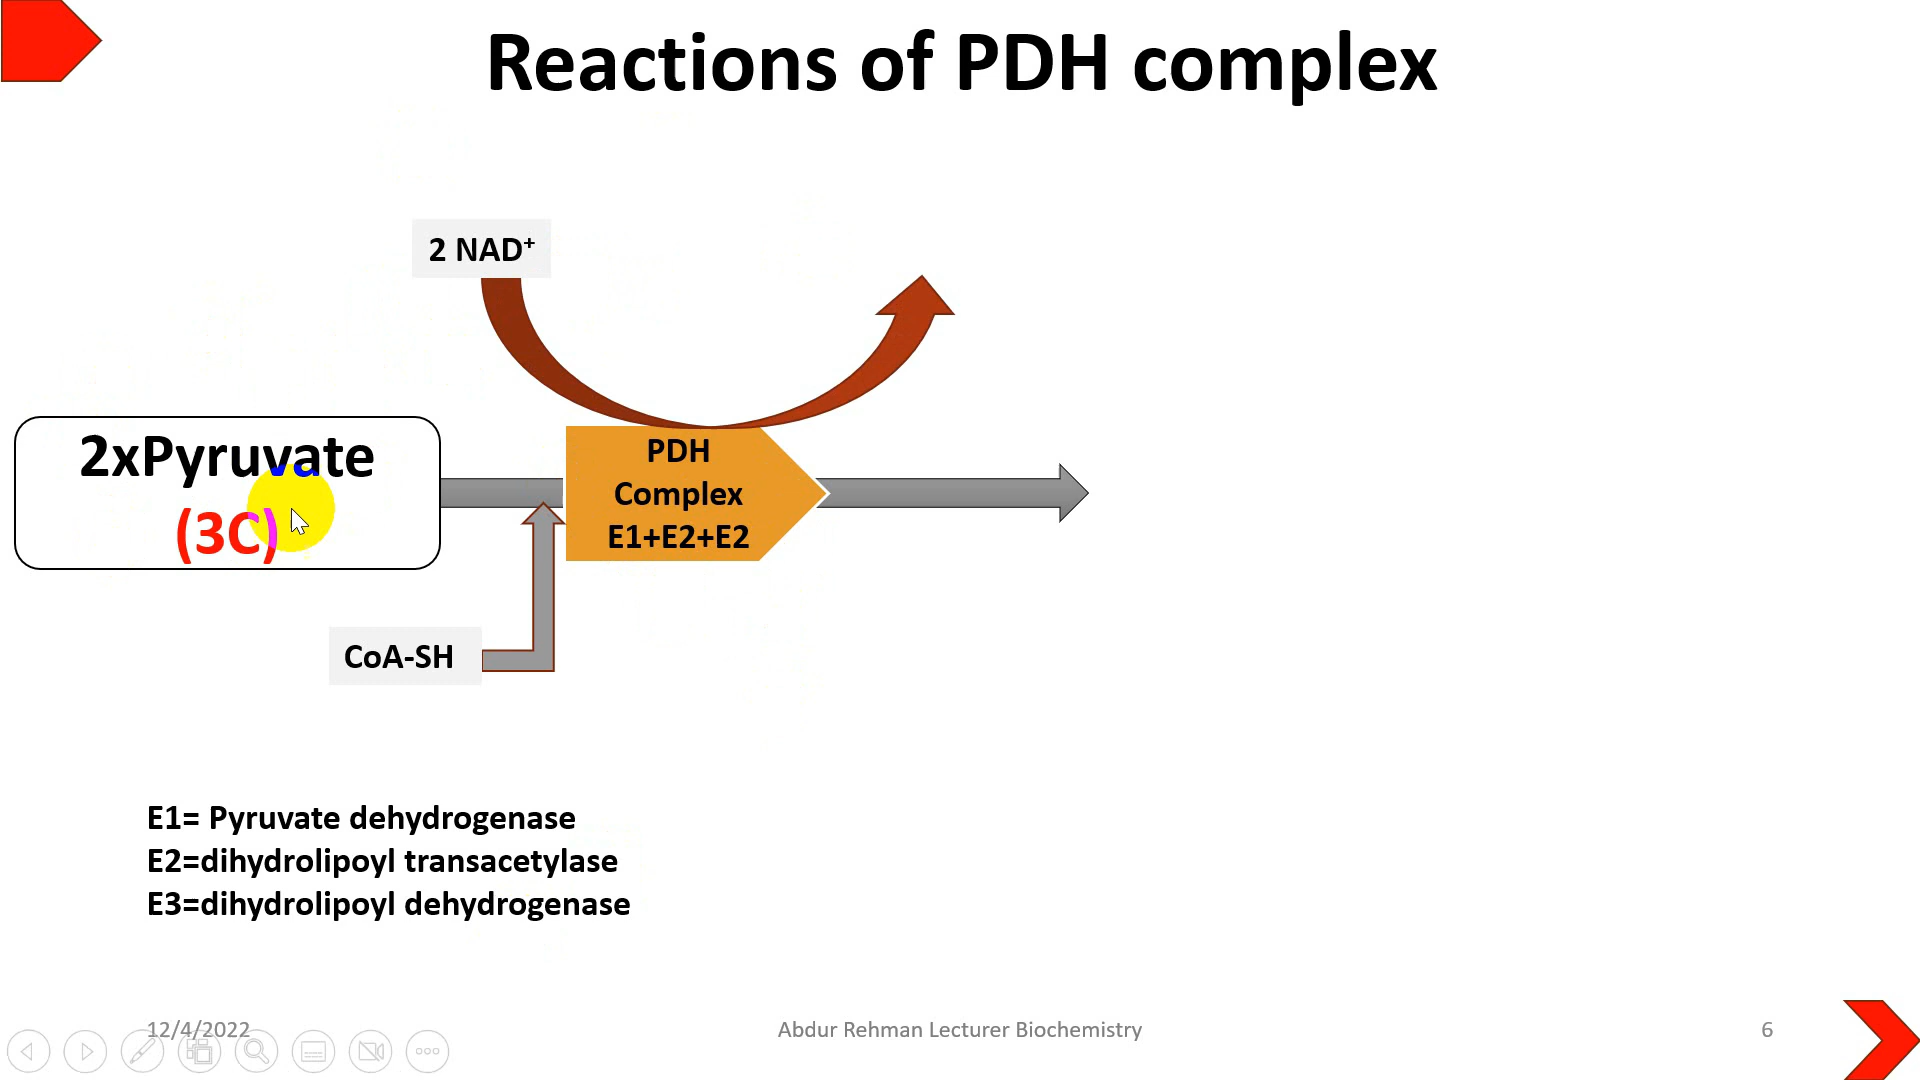 Reactions of PDH complex
2 NAD⁺
2xPyruvate
(3C)
PDH
Complex
E1+E2+E2
CoA-SH
E1= Pyruvate dehydrogenase
E2=dihydrolipoyl transacetylase
E3=dihydrolipoyl dehydrogenase
12/4/2022
Abdur Rehman Lecturer Biochemistry
6